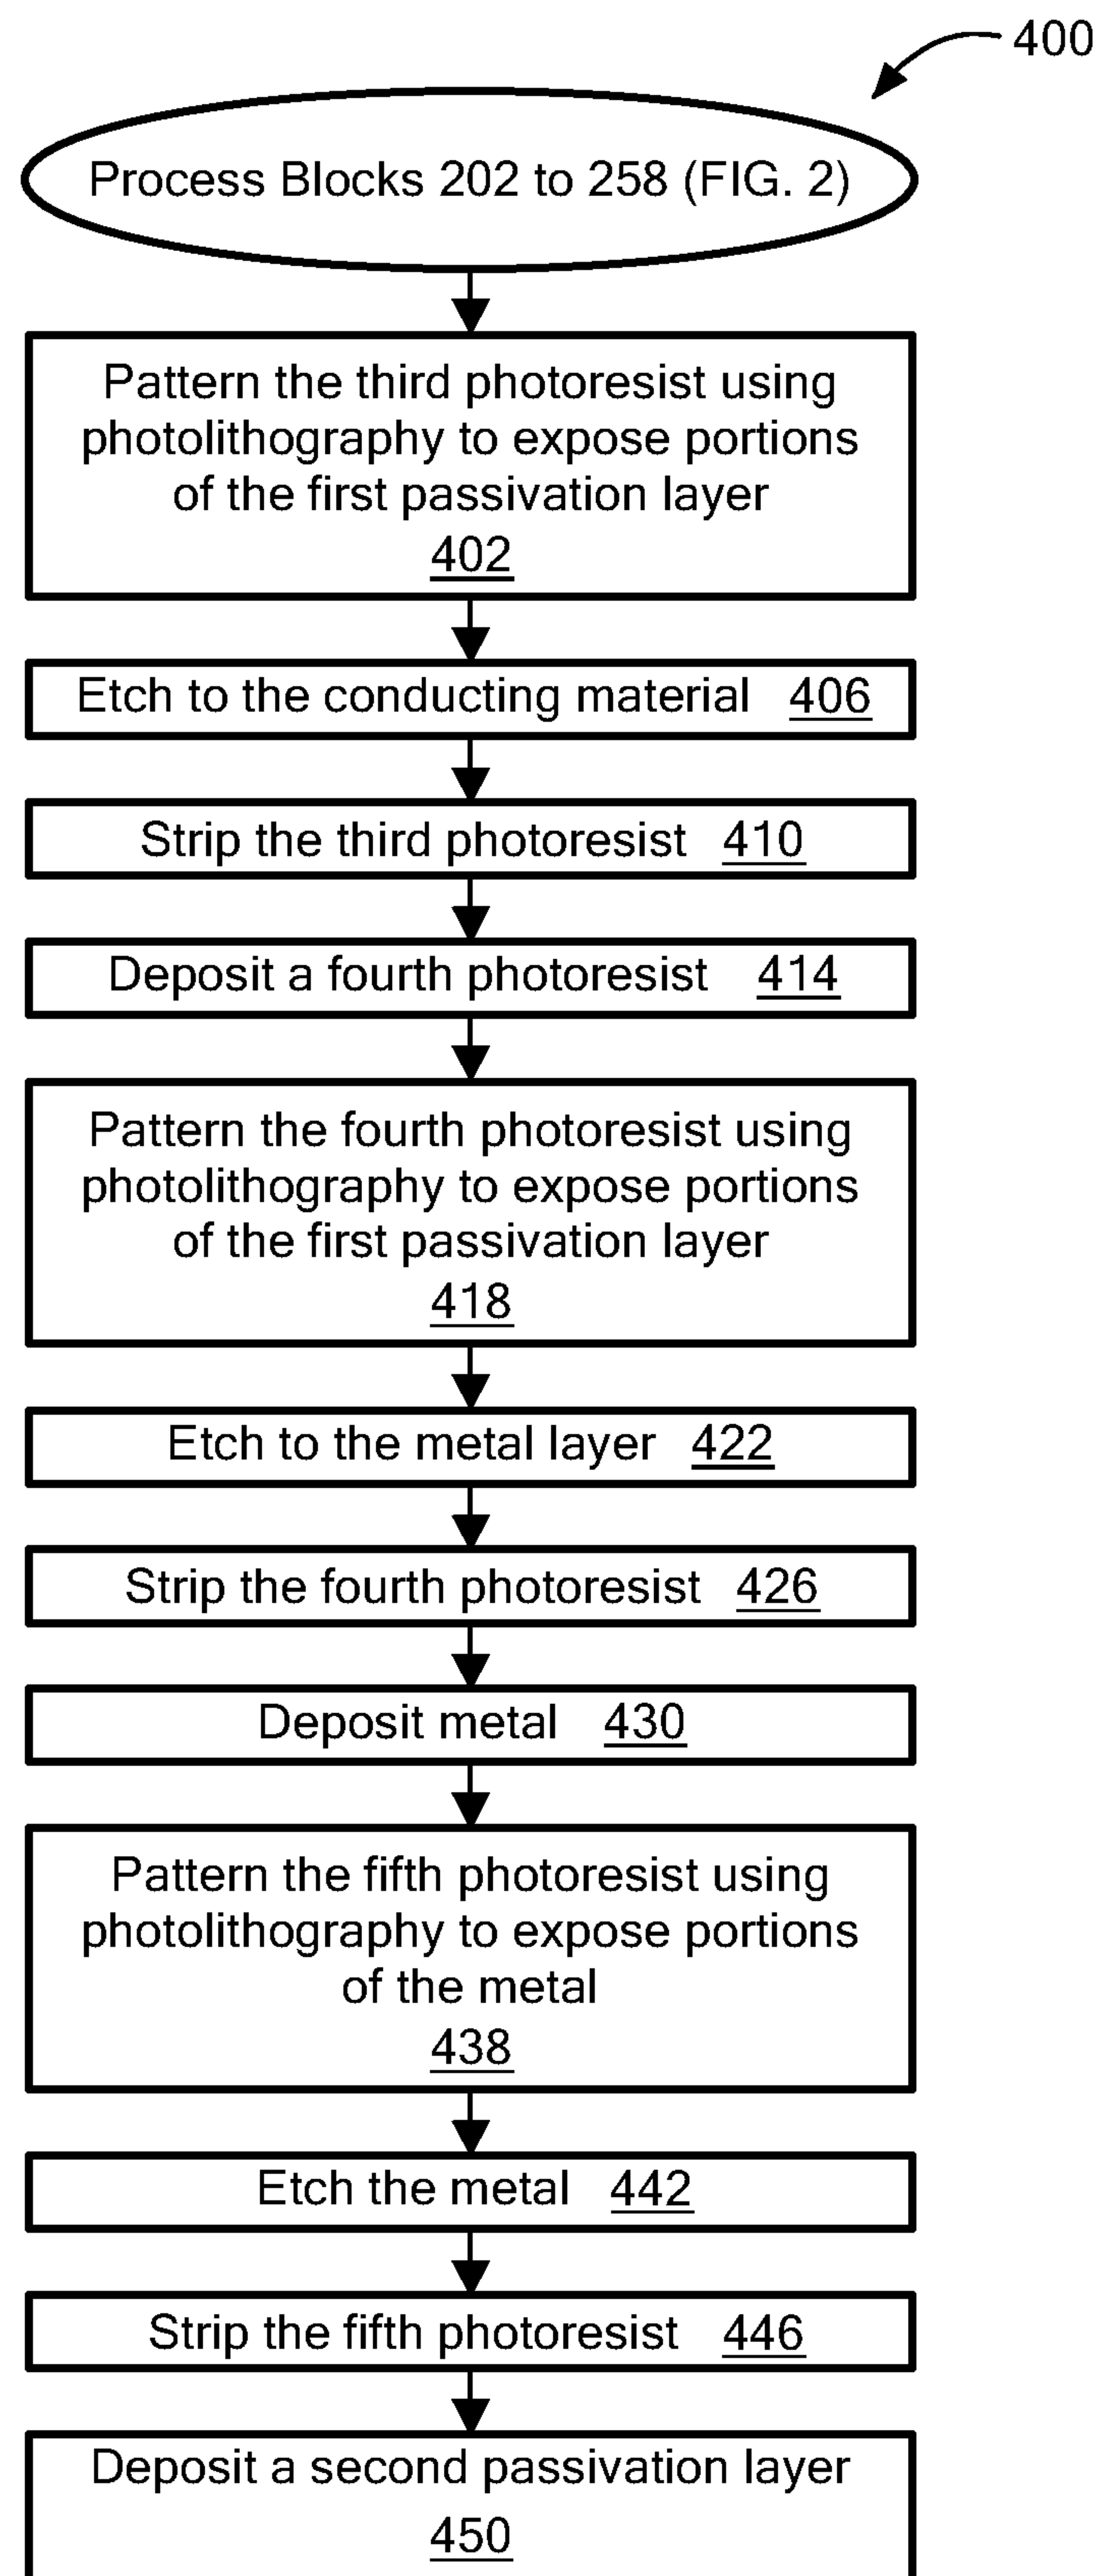 400
Process Blocks 202 to 258 (FIG. 2)
Pattern the third photoresist using
photolithography to expose portions
of the first passivation layer
402
Etch to the conducting material 406
Strip the third photoresist 410
Deposit a fourth photoresist 414
Pattern the fourth photoresist using
photolithography to expose portions
of the first passivation layer
418
Etch to the metal layer 422
Strip the fourth photoresist 426
Deposit metal 430
Pattern the fifth photoresist using
photolithography to expose portions
of the metal
438
Etch the metal 442
Strip the fifth photoresist 446
Deposit a second passivation layer
450